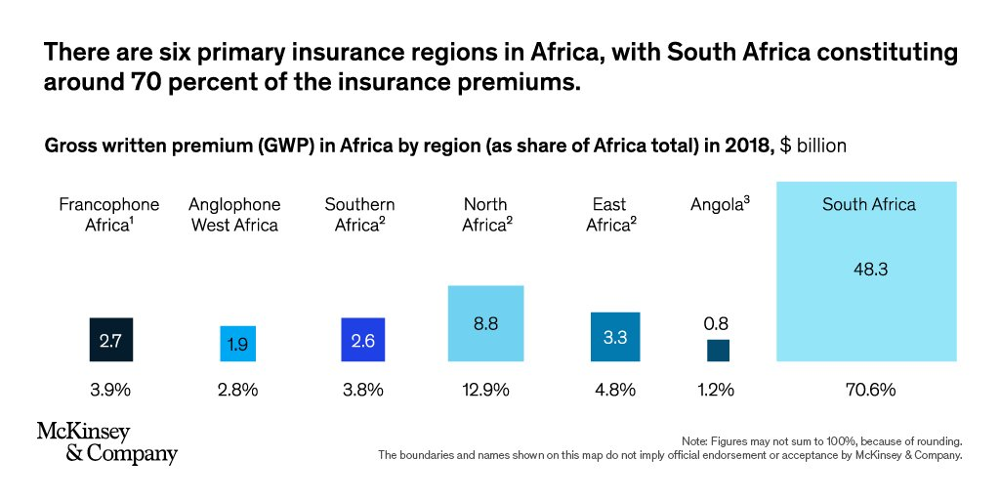 There are six primary insurance regions in Africa, with South Africa constituting
around 70 percent of the insurance premiums.
Gross written premium (GWP) in Africa by region (as share of Africa total) in 2018, $ billion
Francophone
Africa¹
Anglophone
West Africa
Southern
Africa²
North
Africa²
East
Africa²
Angola³
South Africa
2.7
1.9
2.6
8.8
3.3
0.8
48.3
3.9%
2.8%
3.8%
12.9%
4.8%
1.2%
70.6%
McKinsey
& Company
Note: Figures may not sum to 100%, because of rounding.
The boundaries and names shown on this map do not imply official endorsement or acceptance by McKinsey & Company.